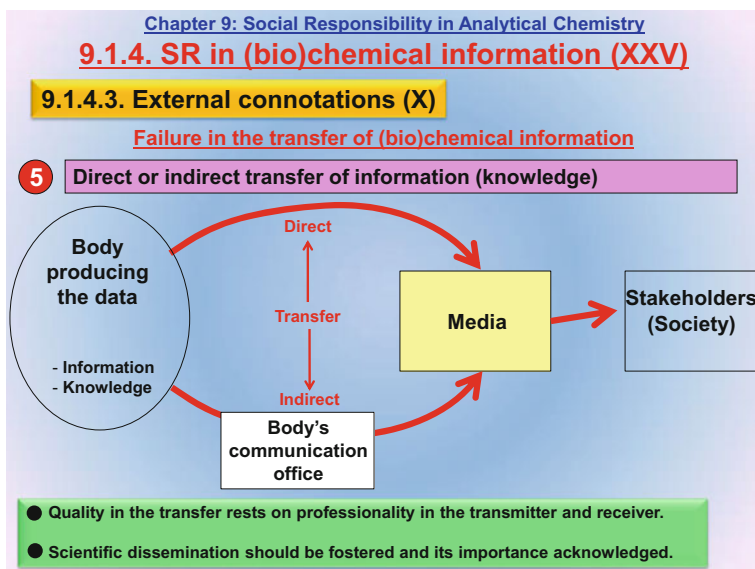 Chapter 9: Social Responsibility in Analytical Chemistry
9.1.4. SR in (bio)chemical information (XXV)
9.1.4.3. External connotations (X)
Failure in the transfer of (bio)chemical information
5 Direct or indirect transfer of information (knowledge)
Body
producing
the data
- Information
- Knowledge
Direct
Transfer
Indirect
Body's
communication
office
Media
Stakeholders
(Society)
● Quality in the transfer rests on professionality in the transmitter and receiver.
● Scientific dissemination should be fostered and its importance acknowledged.